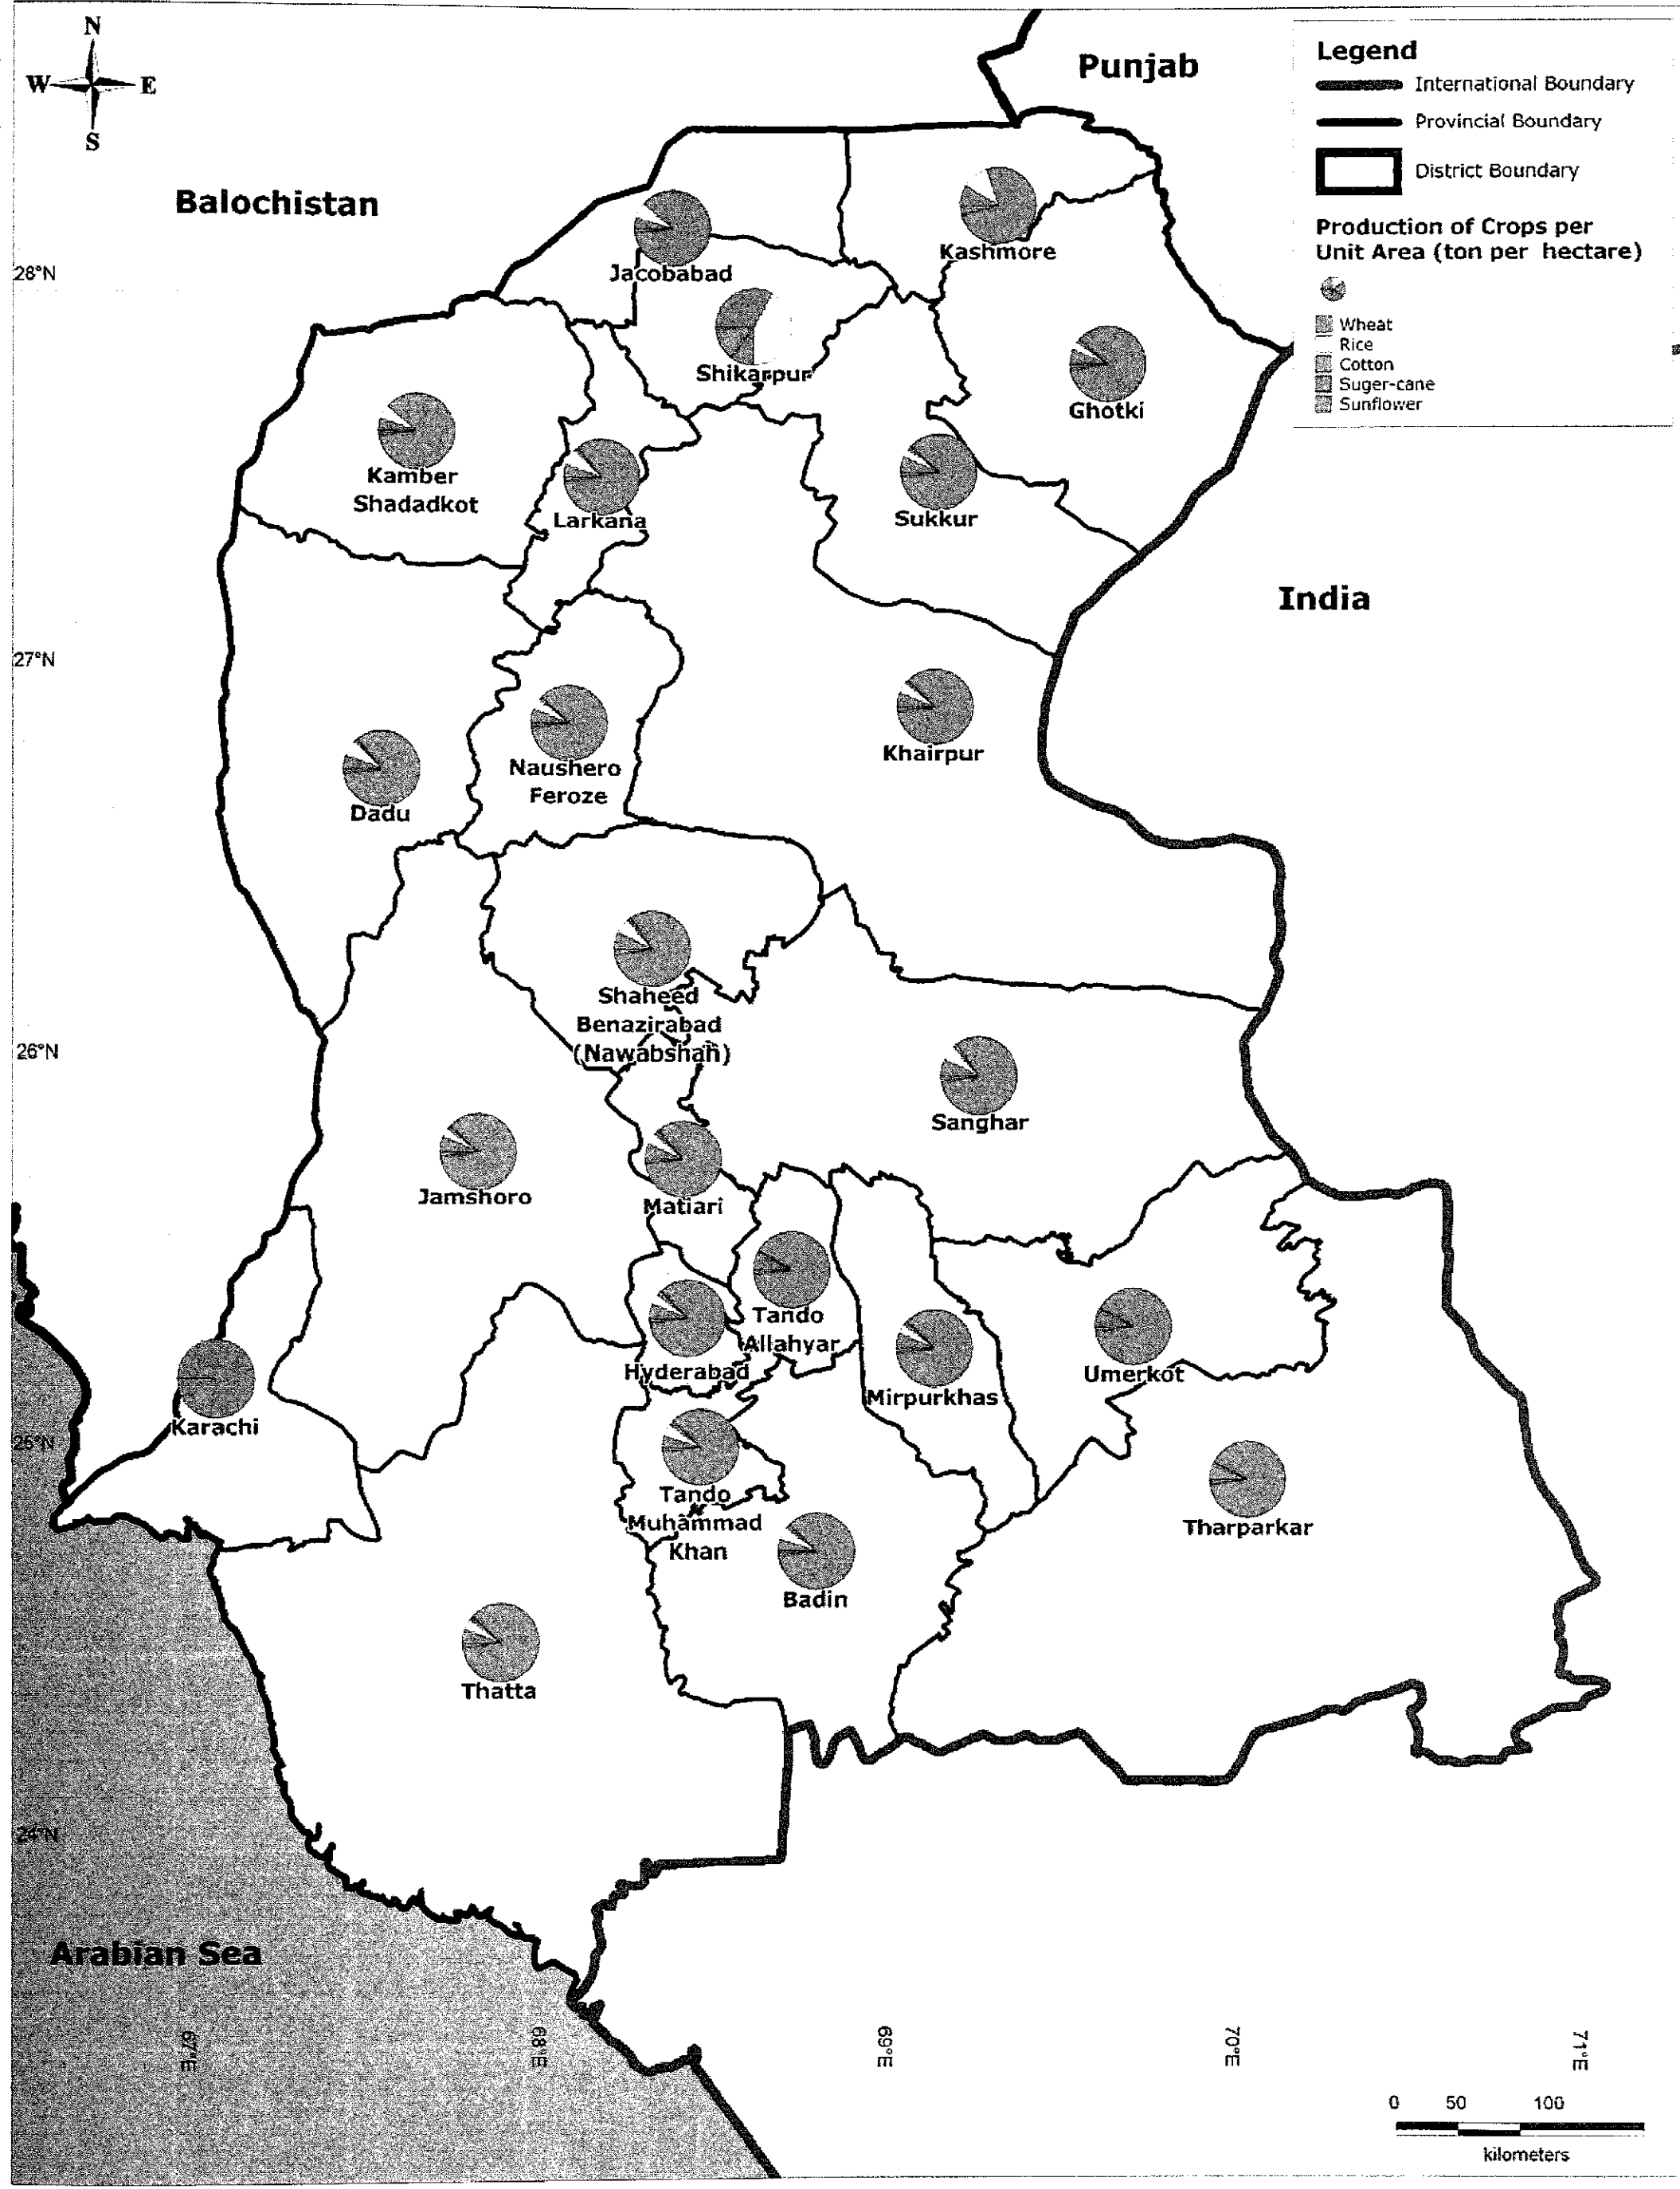 N
W E
S
Punjab
Balochistan
Legend
International Boundary
Provincial Boundary
District Boundary
Production of Crops per
Unit Area (ton per hectare)
Wheat
Rice
Cotton
Suger-cane
Sunflower
28°N
Jacobabad
Kashmore
Shikarpur
Ghotki
Kamber
Shadadkot
Larkana
Sukkur
India
27°N
Naushero
Feroze
Khairpur
Dadu
Shaheed
Benazirabad
(Nawabshah)
26°N
Sanghar
Jamshoro
Matiari
Tando
Allahyar
Hyderabad
Mirpurkhas
Umerkot
Karachi
25°N
Tando
Muhammad
Khan
Tharparkar
Badin
Thatta
24°N
Arabian Sea
67°E
68°E
69°E
70°E
71°E
0 50 100
kilometers